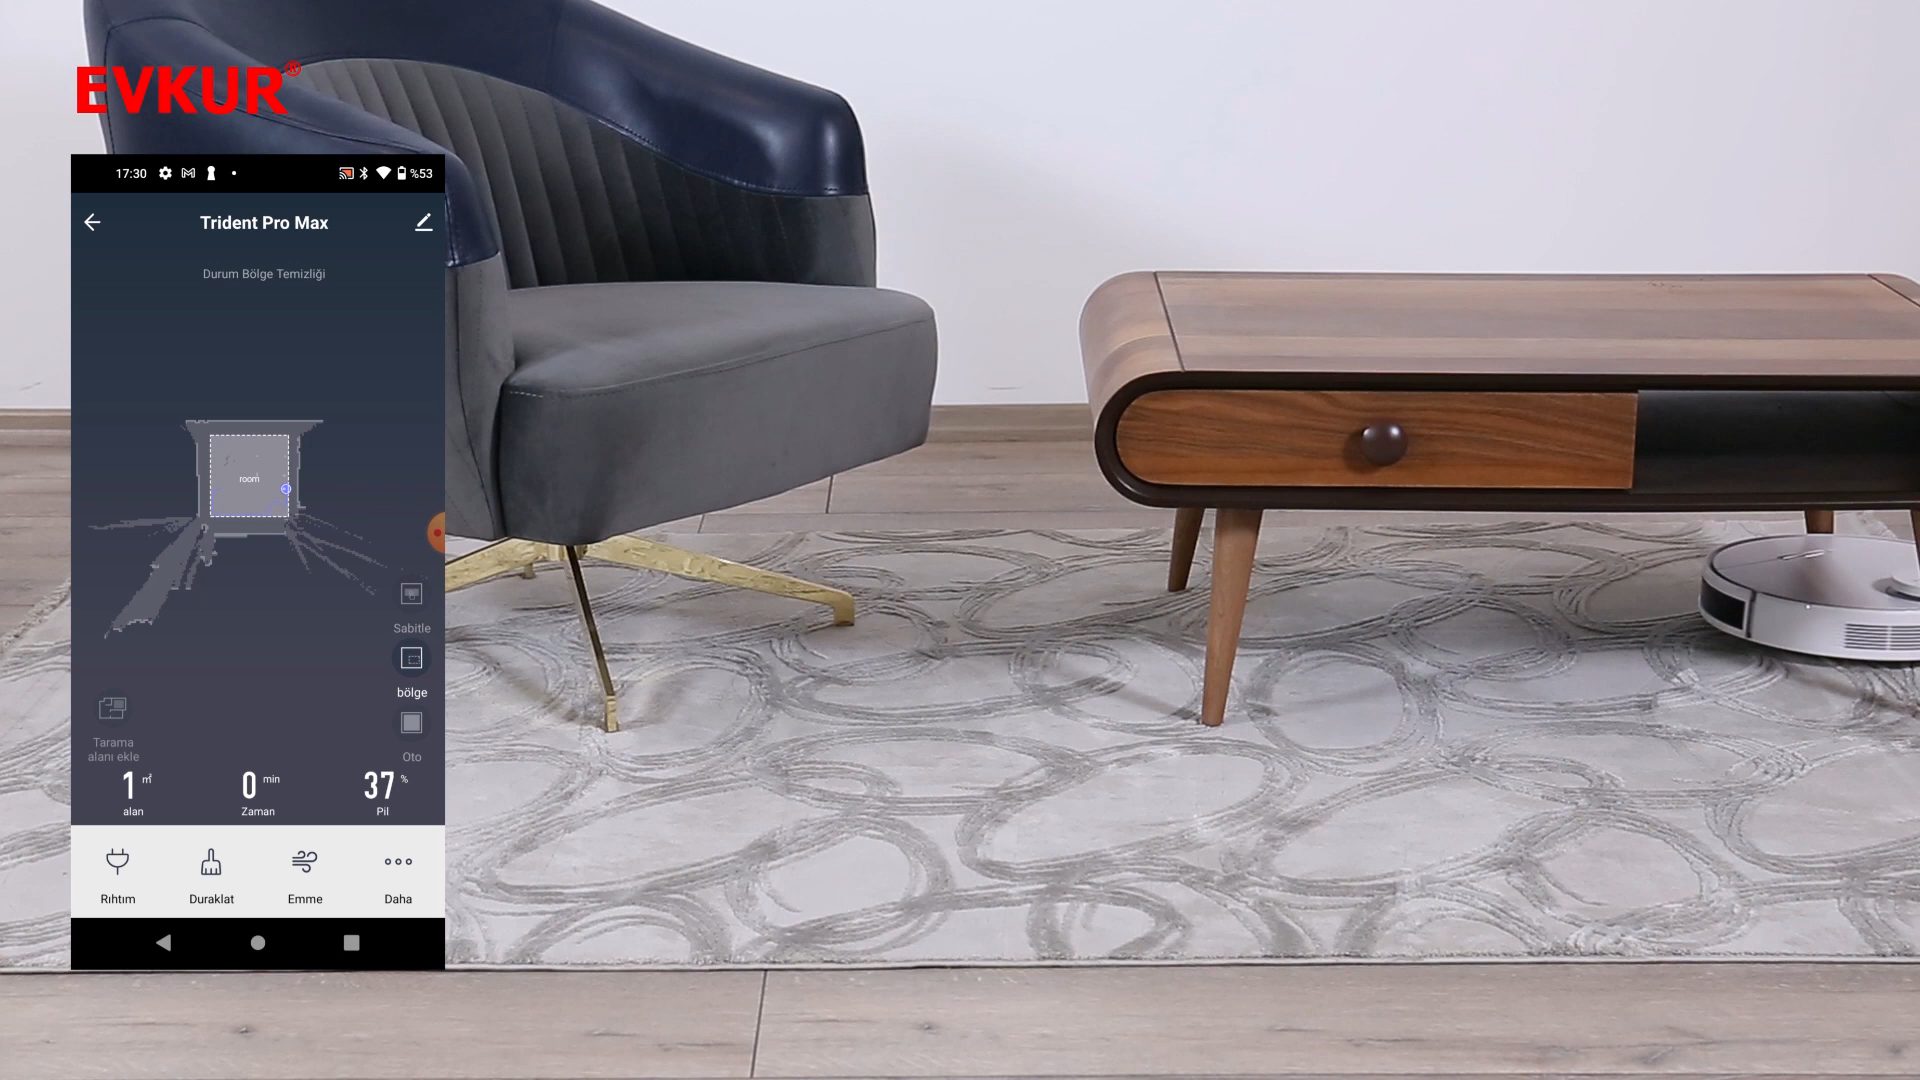 EVKUR®
17:30
%53
Trident Pro Max
Durum Bölge Temizliği
room
Sabitle
bölge
Tarama
alanı ekle
Oto
1 m²
0 min
37 %
alan
Zaman
Pil
Rıhtım
Duraklat
Emme
Daha